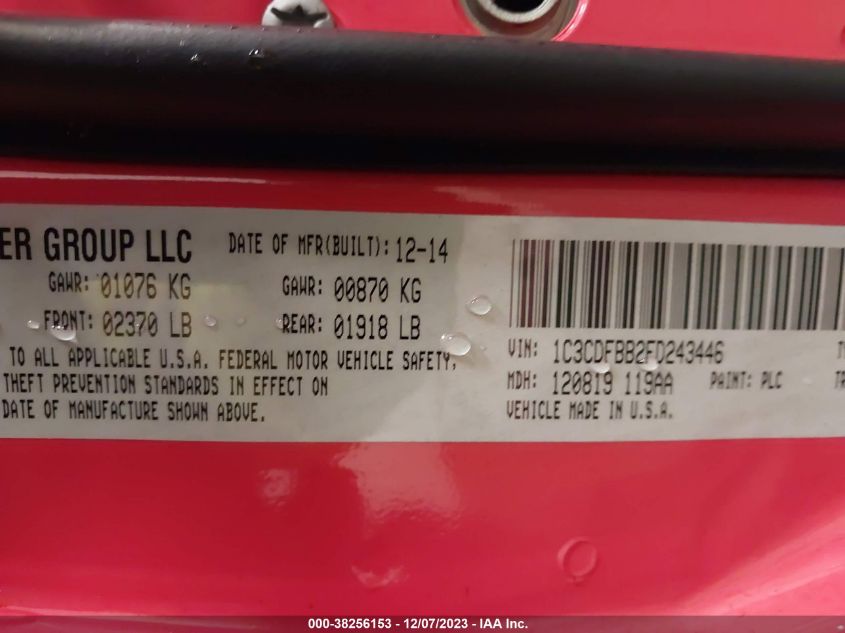 ER GROUP LLC DATE OF MFR(BUILT): 12-14
GAWR: 01076 KG GAWR: 00870 KG
FRONT: 02370 LB REAR: 01918 LB
TO ALL APPLICABLE U.S.A. FEDERAL MOTOR VEHICLE SAFETY,
THEFT PREVENTION STANDARDS IN EFFECT ON
DATE OF MANUFACTURE SHOWN ABOVE.
VIN: 1C3CDFBB2FD243446
MDH: 120819 119AA PAINT: PLC TR
VEHICLE MADE IN U.S.A.
000-38256153 - 12/07/2023 - IAA Inc.